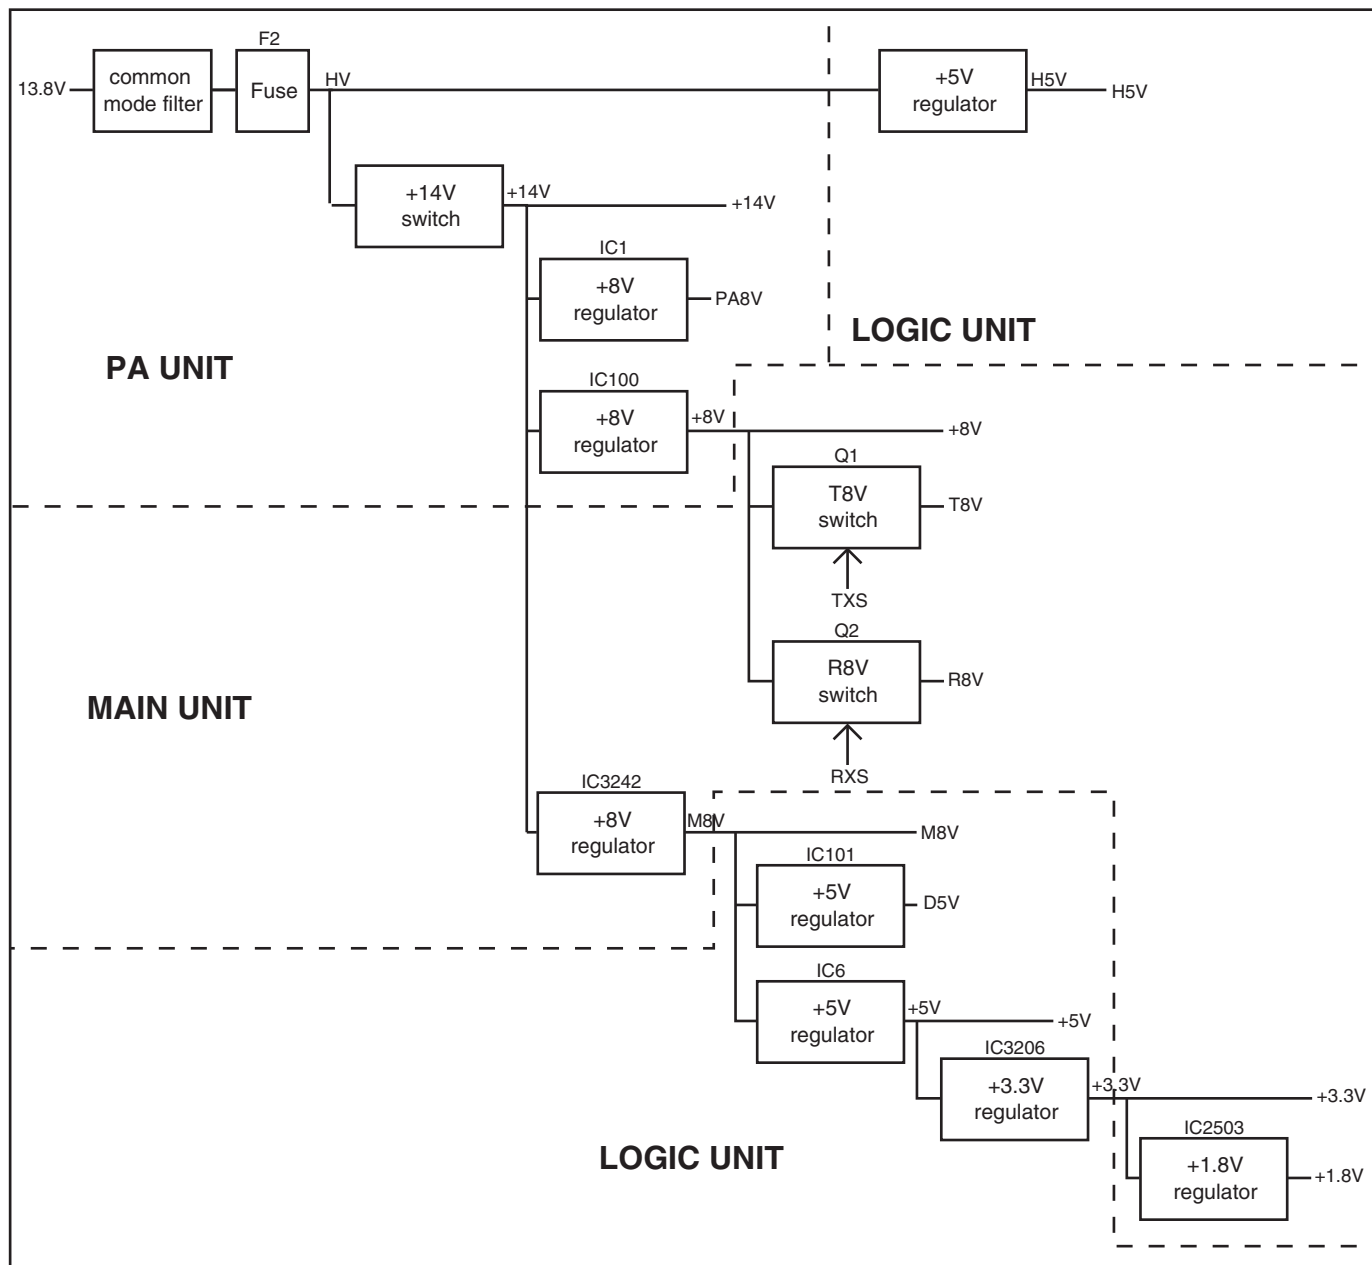 F2
13.8V
common
mode filter
Fuse
HV
+5V
regulator
H5V
H5V
+14V
switch
+14V
+14V
IC1
+8V
regulator
PA8V
LOGIC UNIT
PA UNIT
IC100
+8V
regulator
+8V
+8V
Q1
T8V
switch
T8V
TXS
Q2
R8V
switch
R8V
RXS
MAIN UNIT
IC3242
+8V
regulator
M8V
M8V
IC101
+5V
regulator
D5V
IC6
+5V
regulator
+5V
+5V
IC3206
+3.3V
regulator
+3.3V
+3.3V
IC2503
+1.8V
regulator
+1.8V
LOGIC UNIT